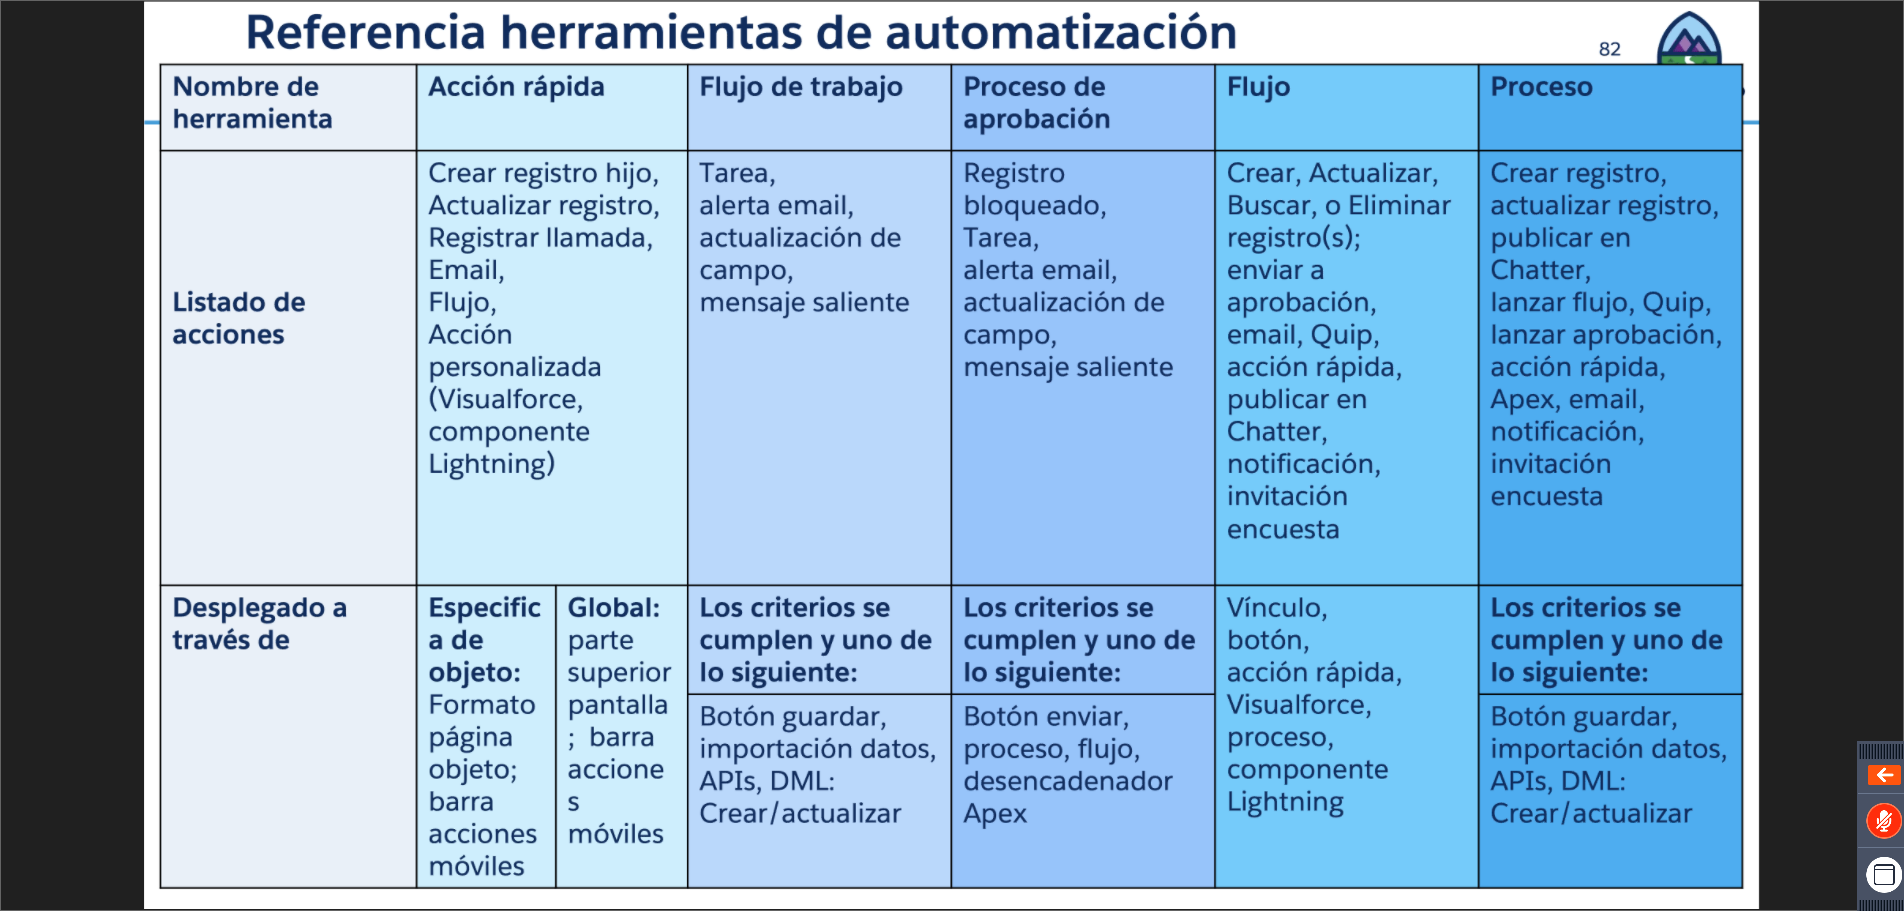 Referencia herramientas de automatización
82
Nombre de
herramienta
Acción rápida
Flujo de trabajo
Proceso de
aprobación
Flujo
Proceso
Listado de
acciones
Crear registro hijo,
Actualizar registro,
Registrar llamada,
Email,
Flujo,
Acción
personalizada
(Visualforce,
componente
Lightning)
Tarea,
alerta email,
actualización de
campo,
mensaje saliente
Registro
bloqueado,
Tarea,
alerta email,
actualización de
campo,
mensaje saliente
Crear, Actualizar,
Buscar, o Eliminar
registro(s);
enviar a
aprobación,
email, Quip,
acción rápida,
publicar en
Chatter,
notificación,
invitación
encuesta
Crear registro,
actualizar registro,
publicar en
Chatter,
lanzar flujo, Quip,
lanzar aprobación,
acción rápida,
Apex, email,
notificación,
invitación
encuesta
Desplegado a
través de
Especific
a de
objeto:
Formato
página
objeto;
barra
acciones
móviles
Global:
parte
superior
pantalla
; barra
accione
s
móviles
Los criterios se
cumplen y uno de
lo siguiente:
Botón guardar,
importación datos,
APIs, DML:
Crear/actualizar
Los criterios se
cumplen y uno de
lo siguiente:
Botón enviar,
proceso, flujo,
desencadenador
Apex
Vínculo,
botón,
acción rápida,
Visualforce,
proceso,
componente
Lightning
Los criterios se
cumplen y uno de
lo siguiente:
Botón guardar,
importación datos,
APIs, DML:
Crear/actualizar